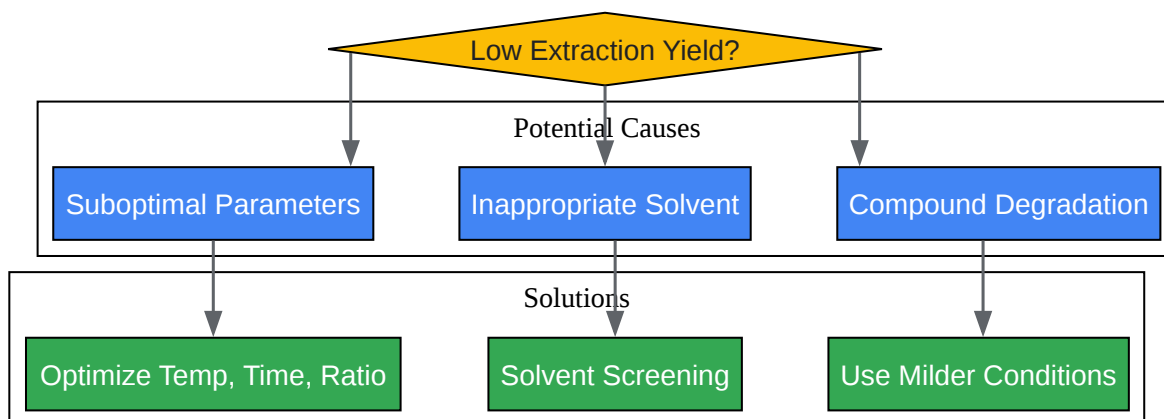 Low Extraction Yield?
Potential Causes
Suboptimal Parameters
Inappropriate Solvent
Compound Degradation
Solutions
Optimize Temp, Time, Ratio
Solvent Screening
Use Milder Conditions